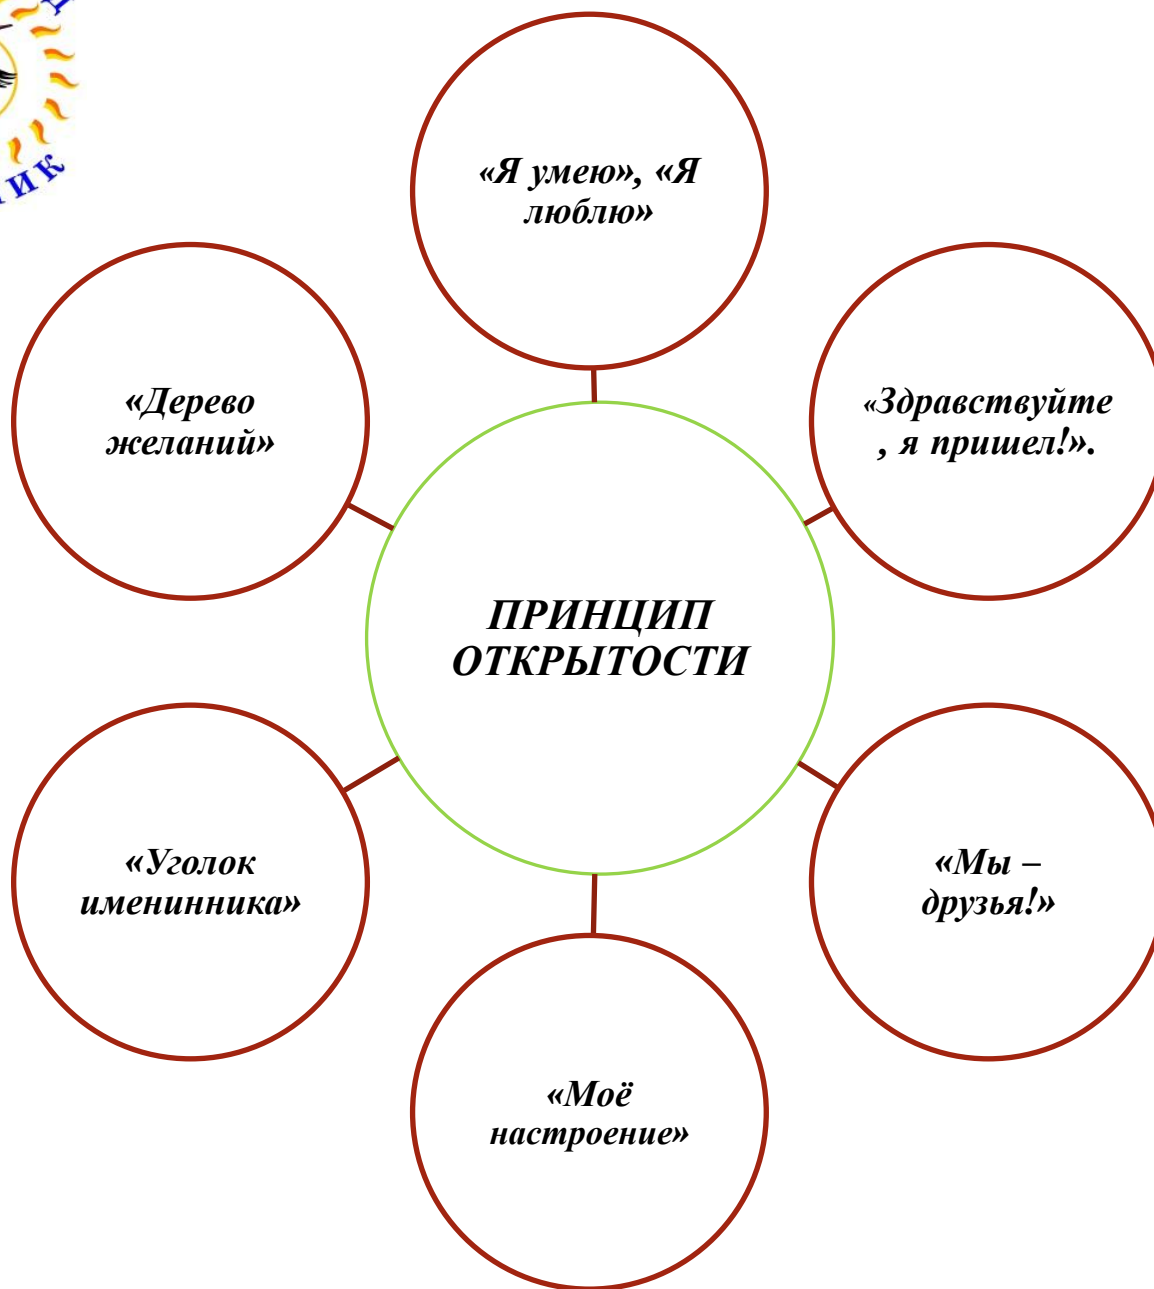 «Я умею», «Я
люблю»
«Дерево
желаний»
«Здравствуйте
, я пришел!».
ПРИНЦИП
ОТКРЫТОСТИ
«Уголок
именинника»
«Мы –
друзья!»
«Моё
настроение»